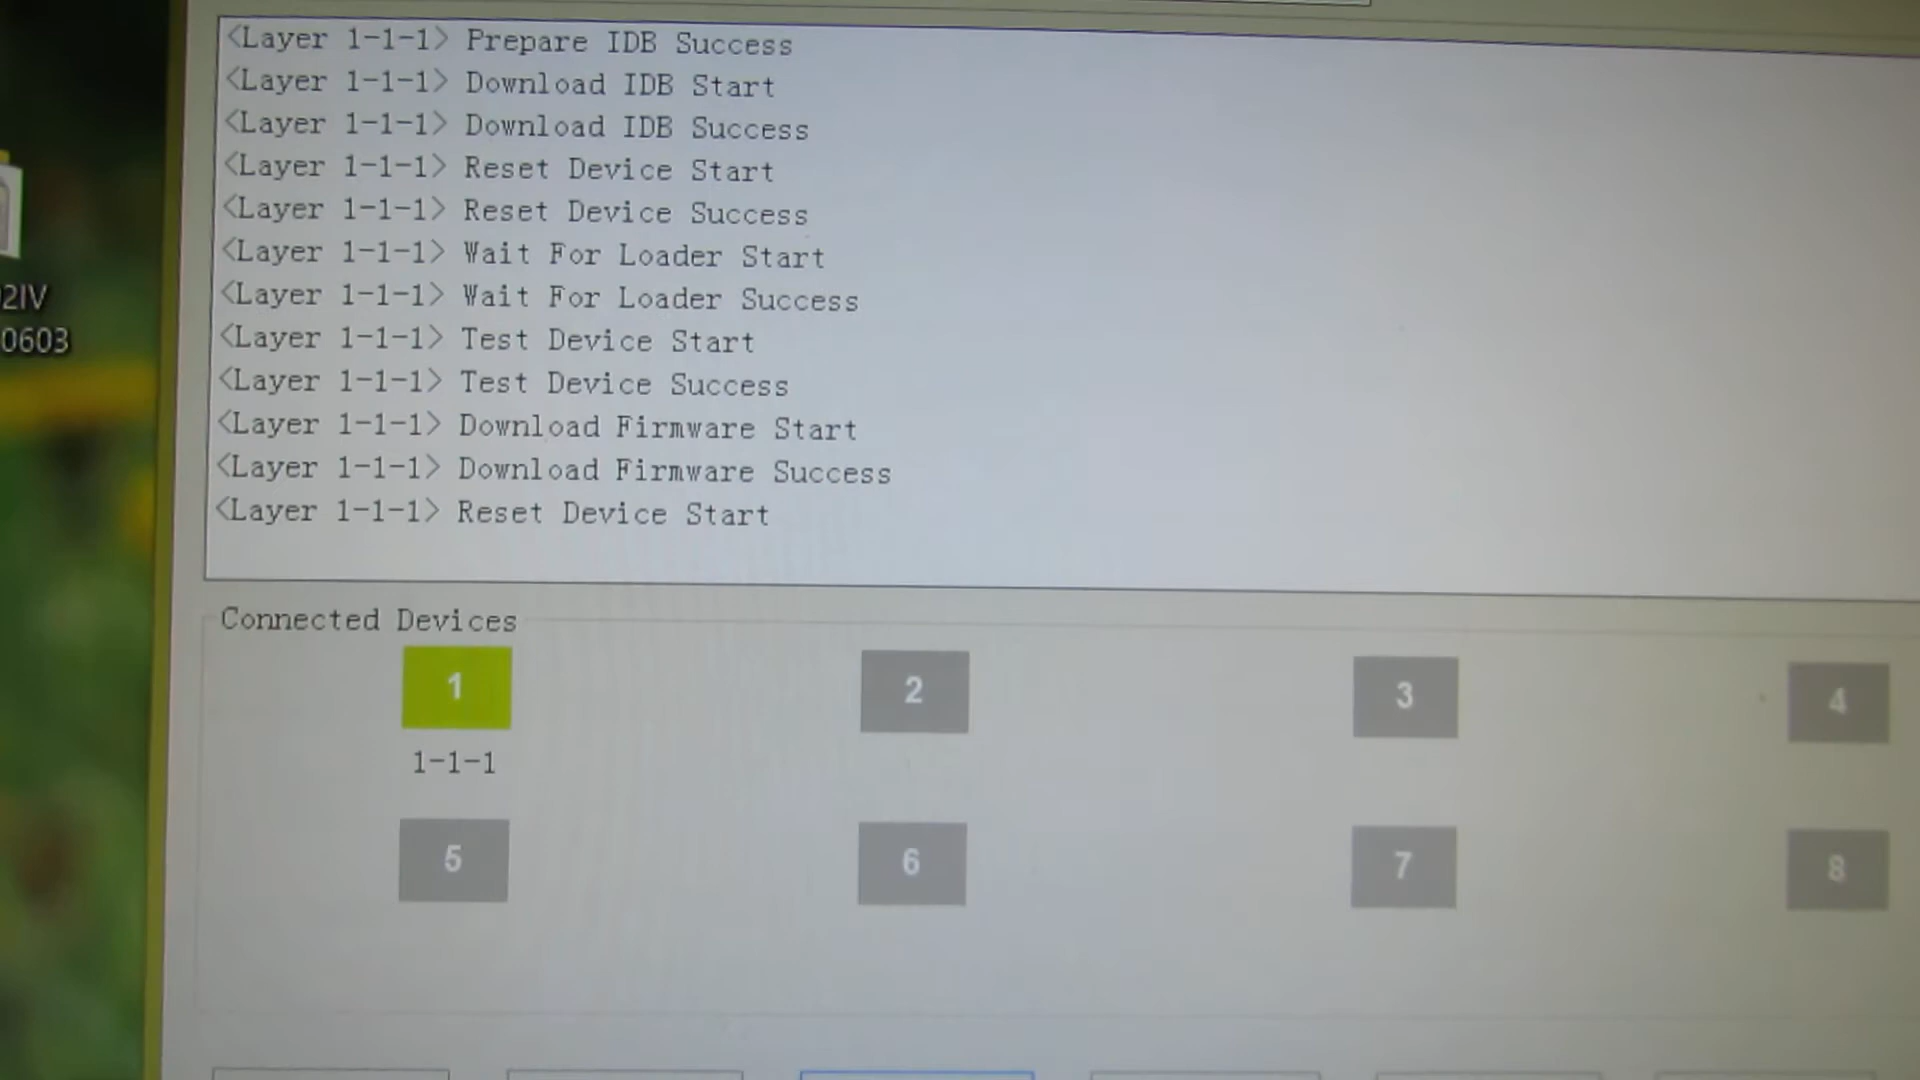 <Layer 1-1-1> Prepare IDB Success
<Layer 1-1-1> Download IDB Start
<Layer 1-1-1> Download IDB Success
<Layer 1-1-1> Reset Device Start
<Layer 1-1-1> Reset Device Success
<Layer 1-1-1> Wait For Loader Start
<Layer 1-1-1> Wait For Loader Success
<Layer 1-1-1> Test Device Start
<Layer 1-1-1> Test Device Success
<Layer 1-1-1> Download Firmware Start
<Layer 1-1-1> Download Firmware Success
<Layer 1-1-1> Reset Device Start
2IV
0603
Connected Devices
1 2 3 4
1-1-1
5 6 7 8